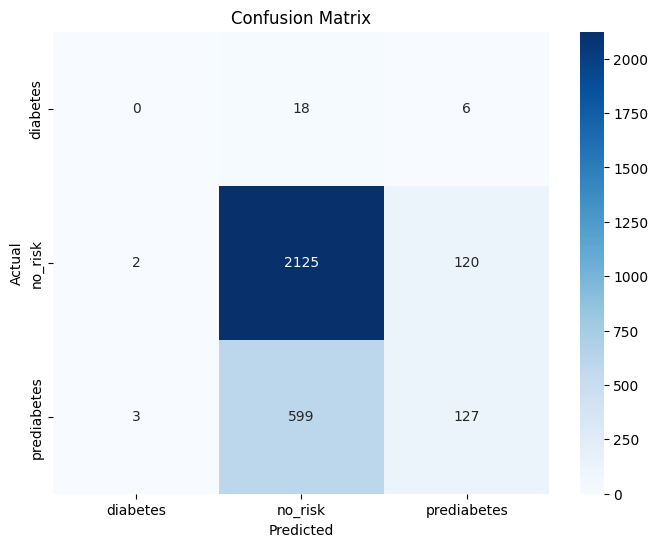 Confusion Matrix
diabetes
0
18
6
no_risk
2
2125
120
prediabetes
3
599
127
Actual
diabetes
no_risk
prediabetes
Predicted
2000
1750
1500
1250
1000
750
500
250
0